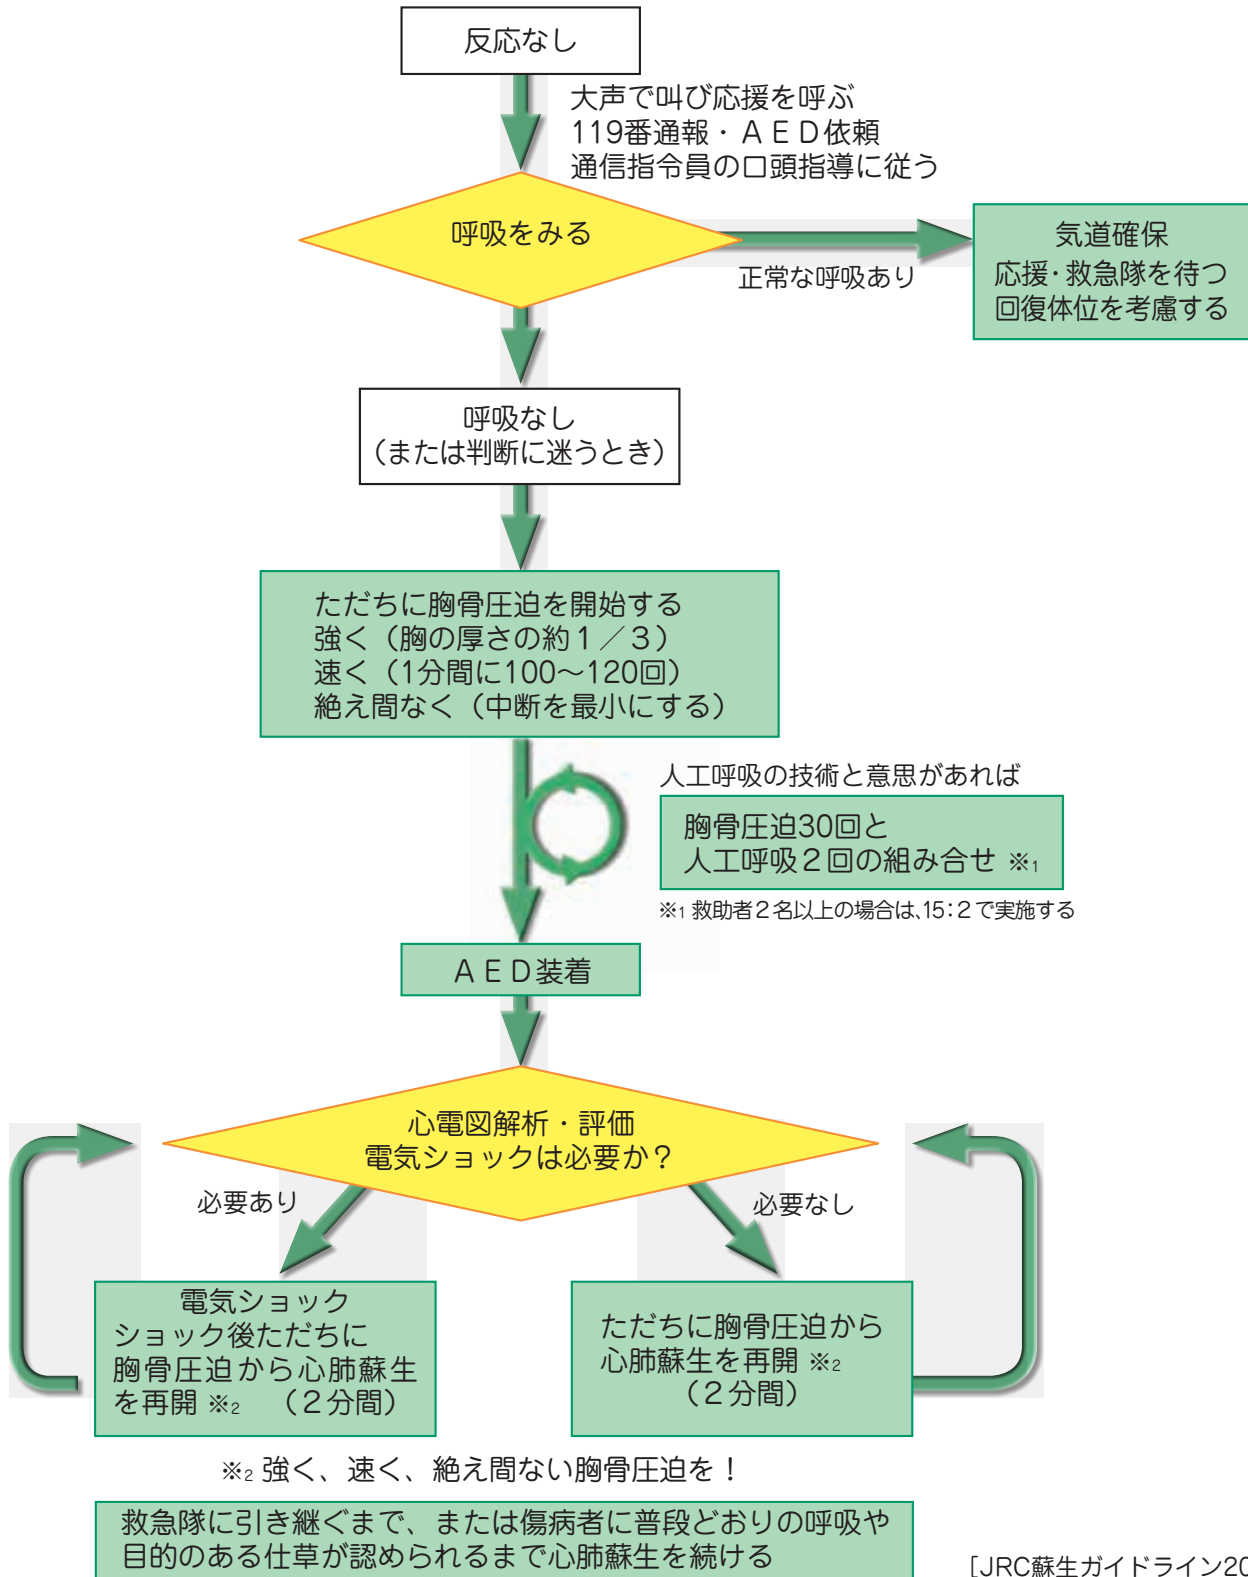 反応なし
大声で叫び応援を呼ぶ
119番通報・ＡＥＤ依頼
通信指令員の口頭指導に従う
呼吸をみる
正常な呼吸あり
気道確保
応援・救急隊を待つ
回復体位を考慮する
呼吸なし
（または判断に迷うとき）
ただちに胸骨圧迫を開始する
強く（胸の厚さの約１／３）
速く（1分間に100～120回）
絶え間なく（中断を最小にする）
人工呼吸の技術と意思があれば
胸骨圧迫30回と
人工呼吸２回の組み合せ ※1
※1 救助者２名以上の場合は、15：２で実施する
ＡＥＤ装着
心電図解析・評価
電気ショックは必要か？
必要あり
必要なし
電気ショック
ショック後ただちに
胸骨圧迫から心肺蘇生
を再開 ※2 （２分間）
ただちに胸骨圧迫から
心肺蘇生を再開 ※2
（２分間）
※2 強く、速く、絶え間ない胸骨圧迫を！
救急隊に引き継ぐまで、または傷病者に普段どおりの呼吸や
目的のある仕草が認められるまで心肺蘇生を続ける
［JRC蘇生ガイドライン20